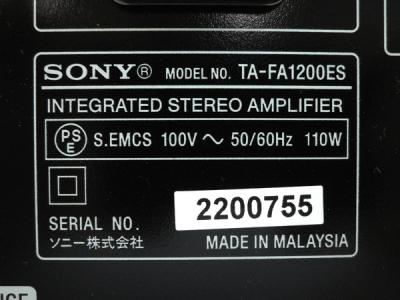 SONY® MODEL NO. TA-FA1200ES
INTEGRATED STEREO AMPLIFIER
PSE S.EMCS 100V ~ 50/60Hz 110W
SERIAL NO. 2200755
ソニー株式会社 MADE IN MALAYSIA